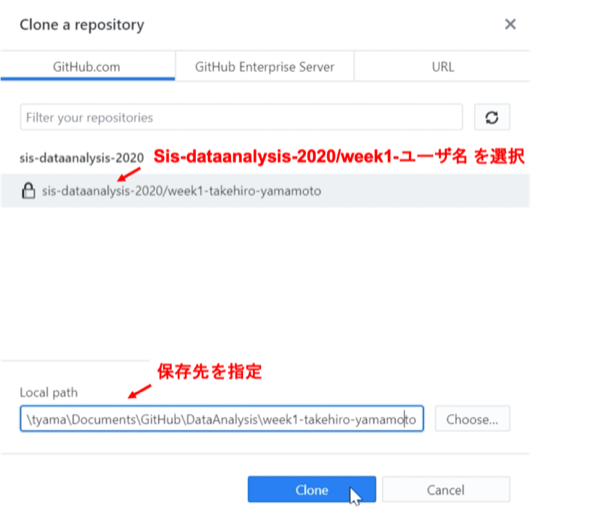 Clone a repository
GitHub.com
GitHub Enterprise Server
URL
Filter your repositories
sis-dataanalysis-2020
Sis-dataanalysis-2020/week1-ユーザ名 を選択
sis-dataanalysis-2020/week1-takehiro-yamamoto
保存先を指定
Local path
\tyama\Documents\GitHub\DataAnalysis\week1-takehiro-yamamoto
Choose...
Clone
Cancel